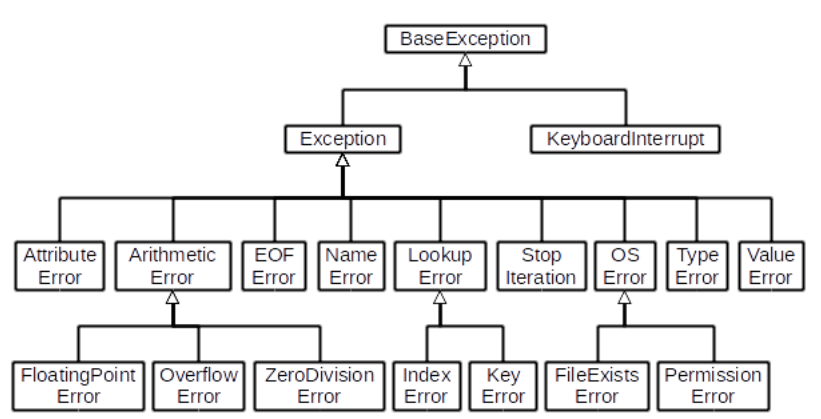 BaseException
Exception
KeyboardInterrupt
Attribute
Error
Arithmetic
Error
EOF
Error
Name
Error
Lookup
Error
Stop
Iteration
OS
Error
Type
Error
Value
Error
FloatingPoint
Error
Overflow
Error
ZeroDivision
Error
Index
Error
Key
Error
FileExists
Error
Permission
Error